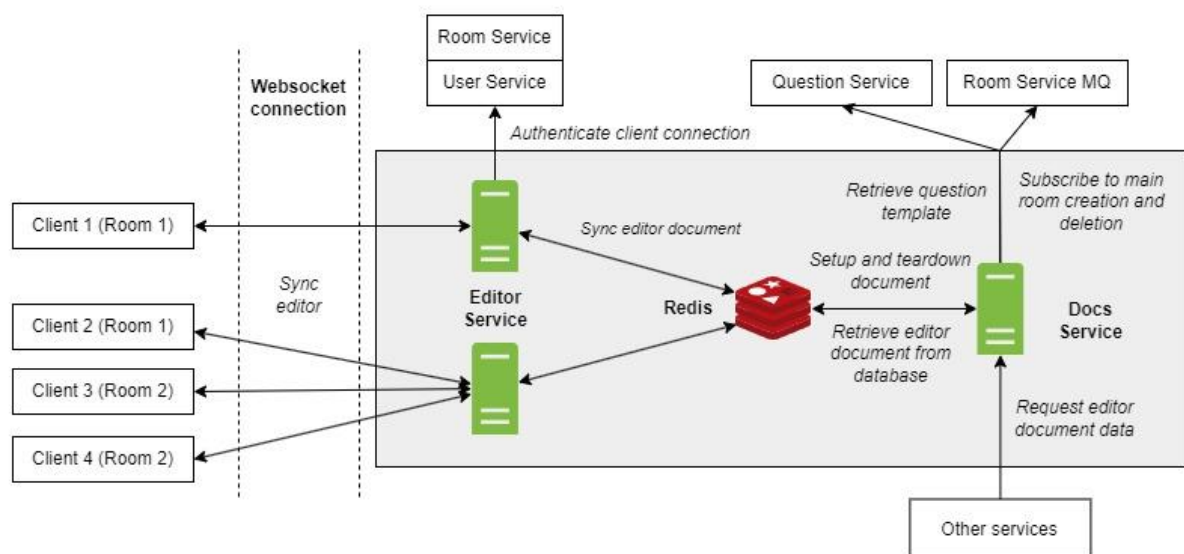 Room Service
User Service
Question Service
Room Service MQ
Websocket
connection
Authenticate client connection
Retrieve question
template
Subscribe to main
room creation and
deletion
Client 1 (Room 1)
Sync editor document
Setup and teardown
document
Sync
editor
Editor
Service
Redis
Docs
Service
Client 2 (Room 1)
Retrieve editor
document from
database
Client 3 (Room 2)
Request editor
document data
Client 4 (Room 2)
Other services